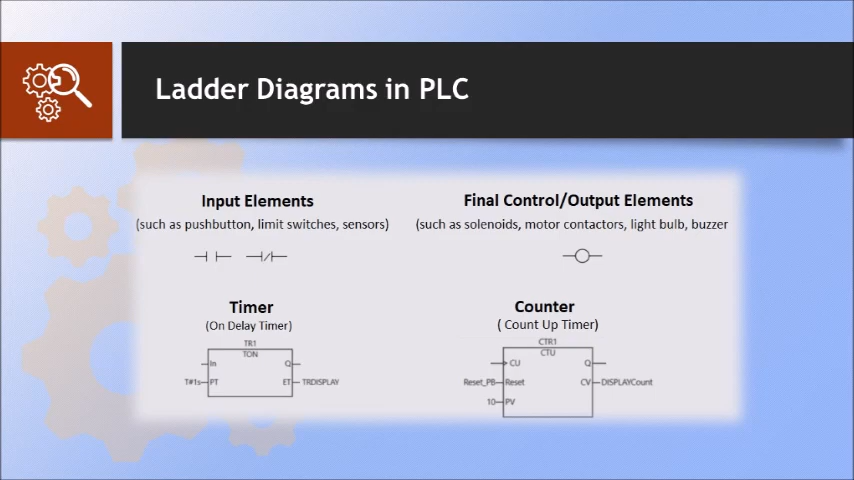 Ladder Diagrams in PLC
Input Elements
(such as pushbutton, limit switches, sensors)
Final Control/Output Elements
(such as solenoids, motor contactors, light bulb, buzzer
Timer
(On Delay Timer)
TR1
TON
In
Q
T#1s
PT
ET
TRDISPLAY
Counter
( Count Up Timer)
CTR1
CTU
CU
Q
Reset_PB
Reset
CV
DISPLAYCount
10
PV